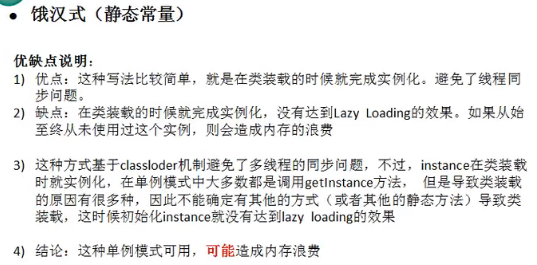 • 饿汉式（静态常量）
优缺点说明：
1) 优点：这种写法比较简单，就是在类装载的时候就完成实例化。避免了线程同
步问题。
2) 缺点：在类装载的时候就完成实例化，没有达到Lazy Loading的效果。如果从始
至终从未使用过这个实例，则会造成内存的浪费
3) 这种方式基于classloder机制避免了多线程的同步问题，不过，instance在类装载
时就实例化，在单例模式中大多数都是调用getInstance方法， 但是导致类装载
的原因有很多种，因此不能确定有其他的方式（或者其他的静态方法）导致类
装载，这时候初始化instance就没有达到lazy loading的效果
4) 结论：这种单例模式可用，可能造成内存浪费